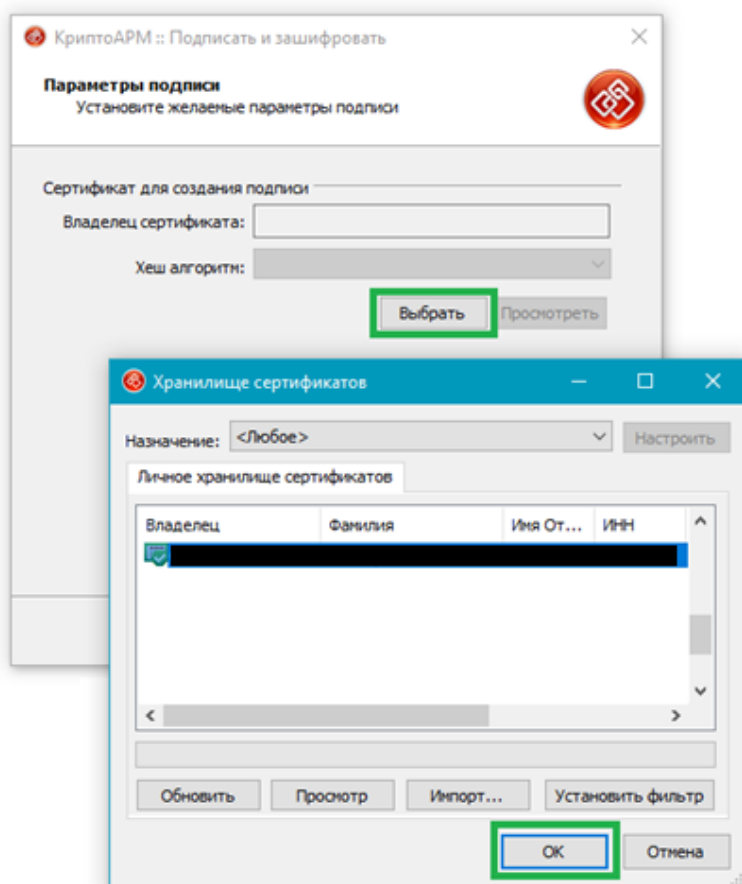 КриптоАРМ :: Подписать и зашифровать
Параметры подписи
Установите желаемые параметры подписи
Сертификат для создания подписи
Владелец сертификата:
Хеш алгоритм:
Выбрать Просмотреть
Хранилище сертификатов
Назначение: <Любое> Настроить
Личное хранилище сертификатов
Владелец Фамилия Имя От... ИНН
Обновить Просмотр Импорт... Установить фильтр
ОК Отмена